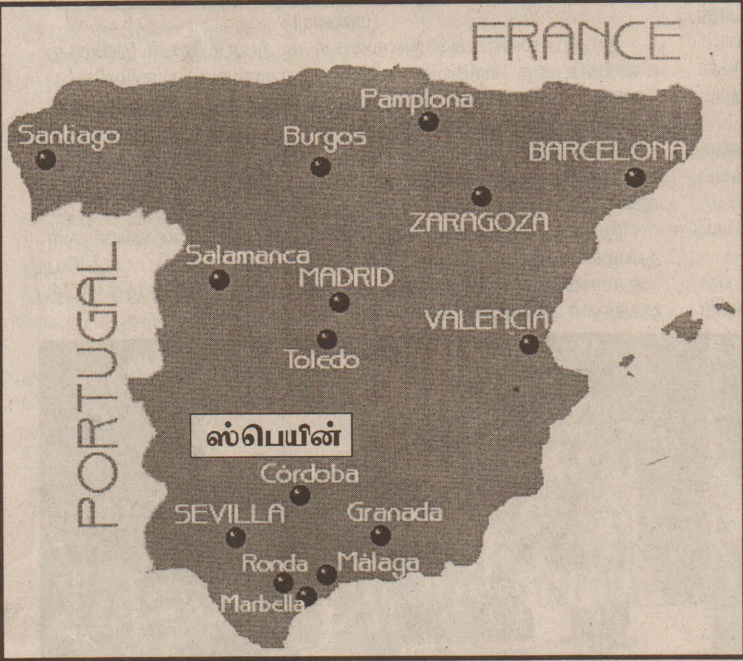 FRANCE
Pamplona
Santiago
Burgos
BARCELONA
ZARAGOZA
Salamanca
MADRID
VALENCIA
PORTUGAL
Toledo
ஸ்பெயின்
Córdoba
SEVILLA
Granada
Ronda
Málaga
Marbella